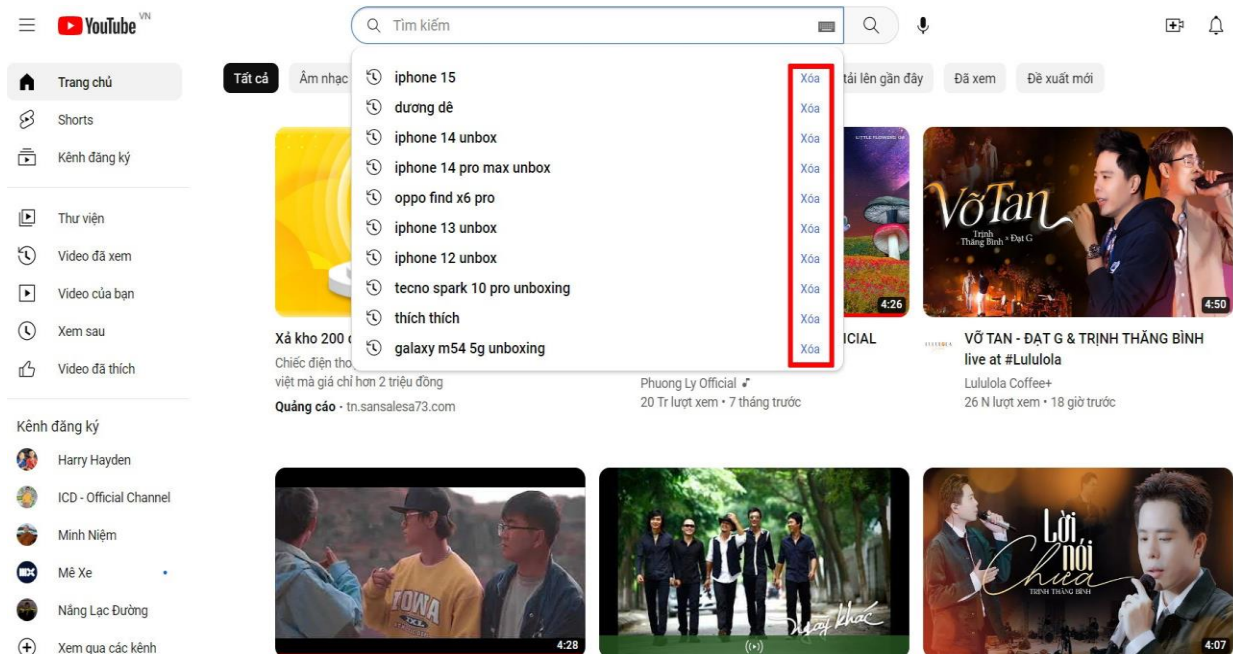 YouTube VN
Tìm kiếm
Trang chủ
Shorts
Kênh đăng ký
Thư viện
Video đã xem
Video của bạn
Xem sau
Video đã thích
Kênh đăng ký
Harry Hayden
ICD - Official Channel
Minh Niệm
Mê Xe
Nắng Lạc Đường
Xem qua các kênh
Tất cả
Âm nhạc
tải lên gần đây
Đã xem
Đề xuất mới
iphone 15 Xóa
dương dê Xóa
iphone 14 unbox Xóa
iphone 14 pro max unbox Xóa
oppo find x6 pro Xóa
iphone 13 unbox Xóa
iphone 12 unbox Xóa
tecno spark 10 pro unboxing Xóa
thích thích Xóa
galaxy m54 5g unboxing Xóa
4:26
Vỡ Tan
Trịnh
Thăng Bình × Đạt G
4:50
Xả kho 200
Chiếc điện
việt mà giá chỉ hơn 2 triệu đồng
Quảng cáo · tn.sansalesa73.com
ICIAL
Phuong Ly Official
20 Tr lượt xem • 7 tháng trước
LULULOLA
VỠ TAN - ĐẠT G & TRỊNH THĂNG BÌNH
live at #Lululola
Lululola Coffee+
26 N lượt xem • 18 giờ trước
IOWA
4:28
Ngày khác
Lời
nói
Chưa
TRỊNH THĂNG BÌNH
4:07